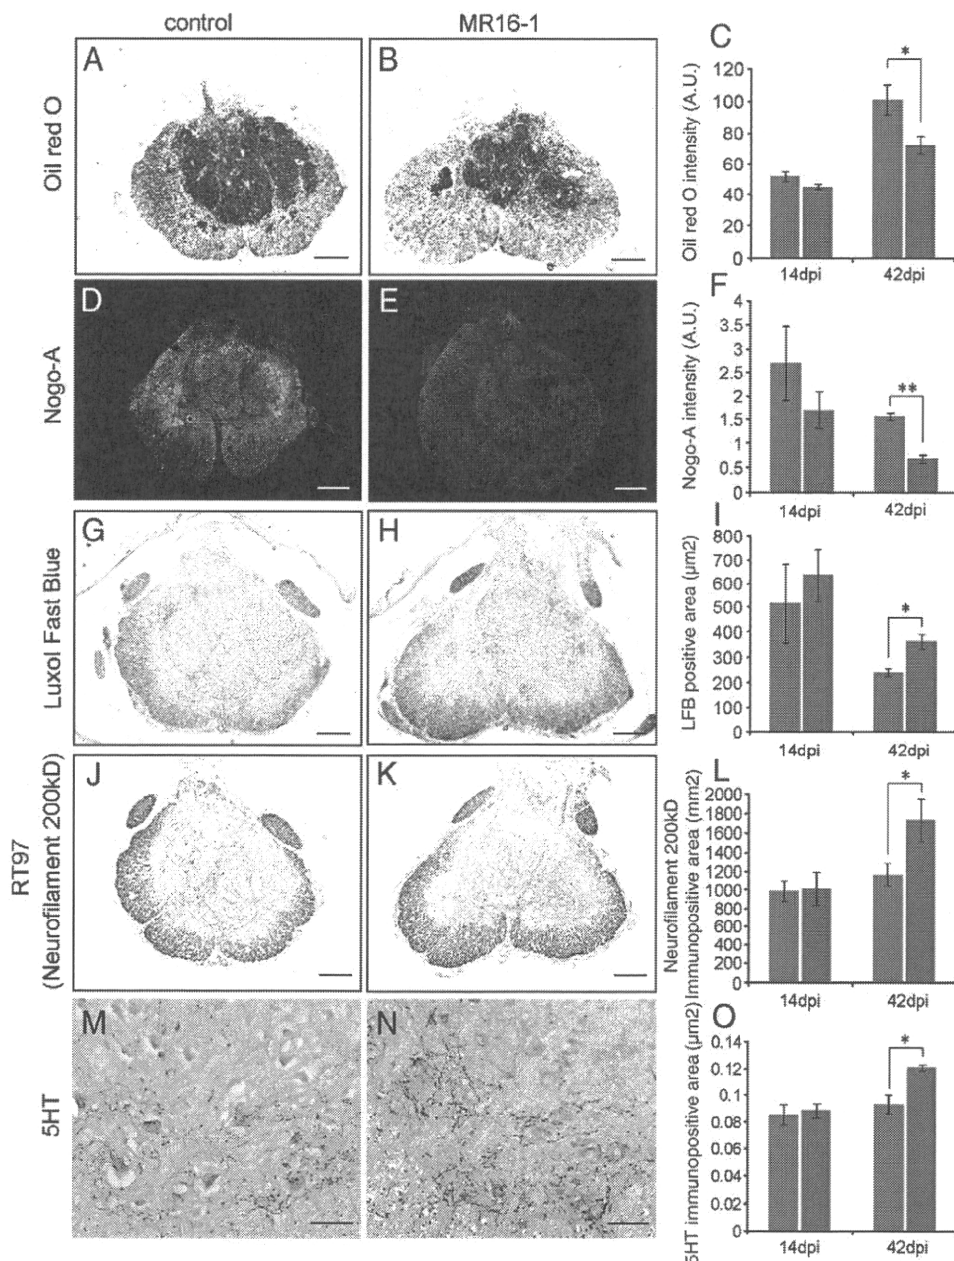 control
MR16-1
A
B
C
Oil red O
Oil red O intensity (A.U.)
120
100
80
60
40
20
0
14dpi
42dpi
*
D
E
F
Nogo-A
Nogo-A intensity (A.U.)
4
3.5
3
2.5
2
1.5
1
0.5
0
14dpi
42dpi
**
G
H
I
Luxol Fast Blue
LFB positive area (µm2)
800
700
600
500
400
300
200
100
0
14dpi
42dpi
*
J
K
L
RT97
(Neurofilament 200kD)
Neurofilament 200kD
Immunopositive area (mm2)
2000
1800
1600
1400
1200
1000
800
600
400
200
0
14dpi
42dpi
*
M
N
O
5HT
5HT immunopositive area (µm2)
0.14
0.12
0.1
0.08
0.06
0.04
0.02
0
14dpi
42dpi
*